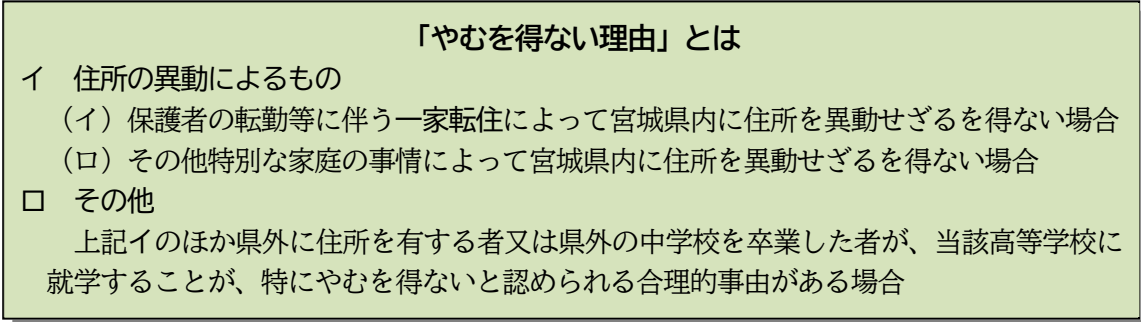 「やむを得ない理由」とは
イ　住所の異動によるもの
（イ）保護者の転勤等に伴う一家転住によって宮城県内に住所を異動せざるを得ない場合
（ロ）その他特別な家庭の事情によって宮城県内に住所を異動せざるを得ない場合
ロ　その他
上記イのほか県外に住所を有する者又は県外の中学校を卒業した者が、当該高等学校に
就学することが、特にやむを得ないと認められる合理的事由がある場合